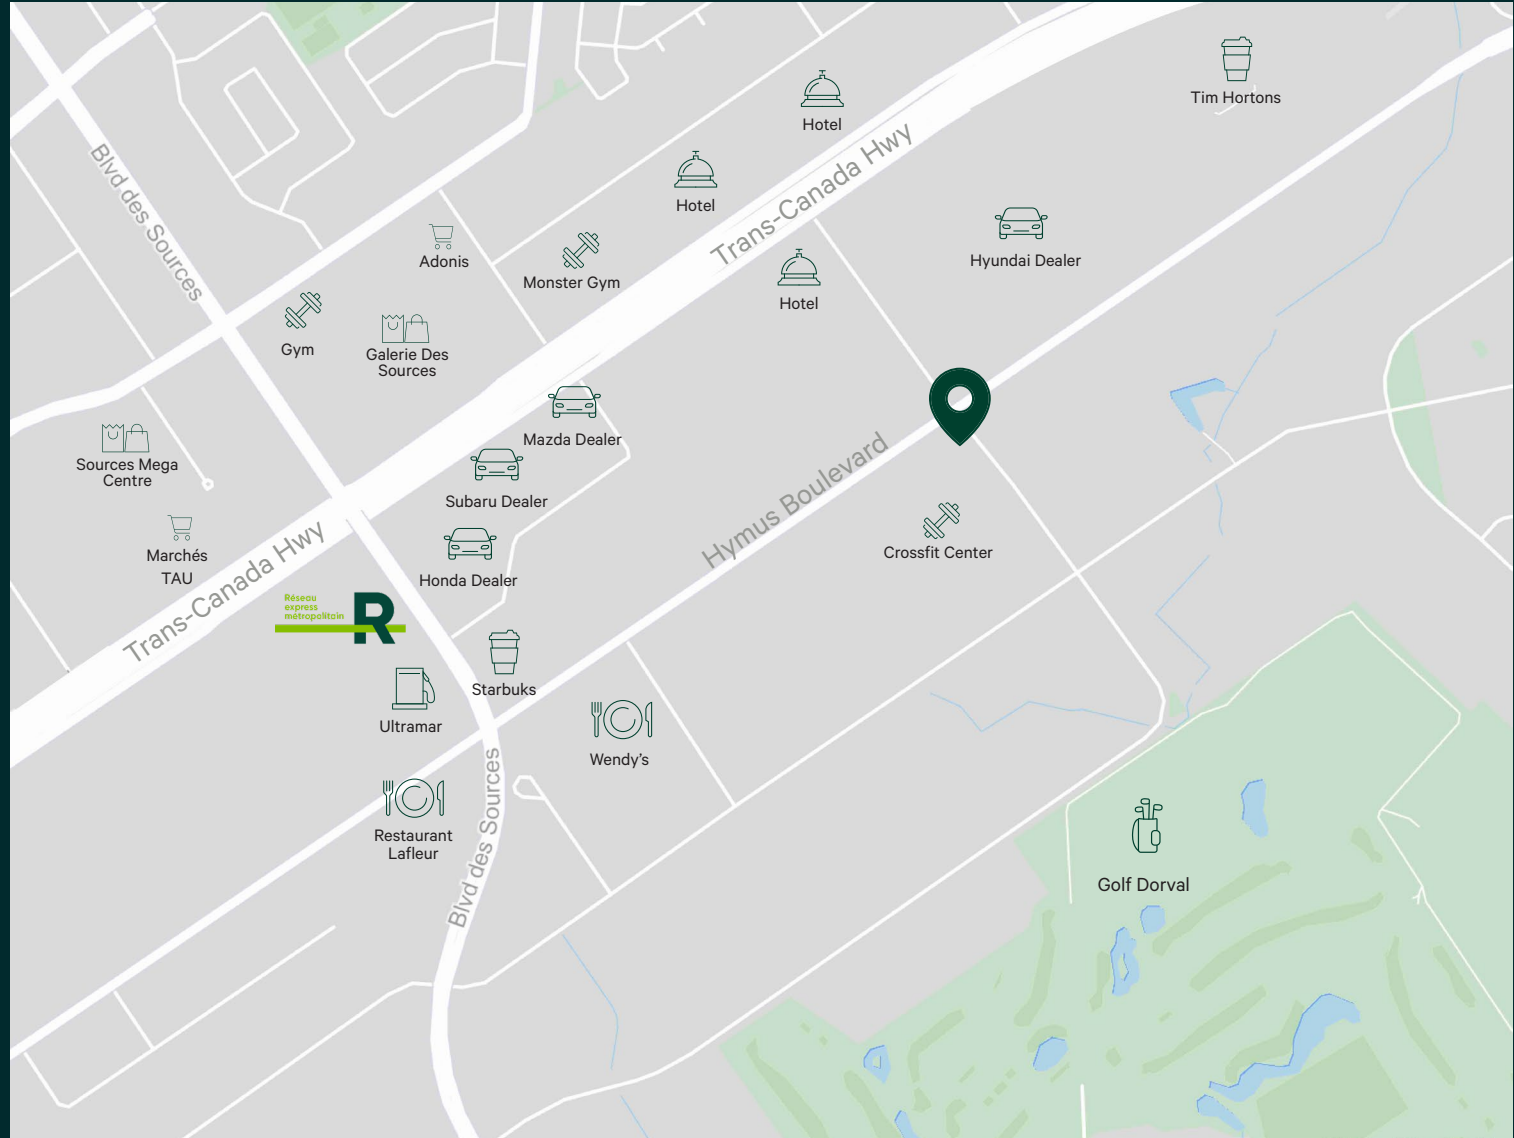 Tim Hortons
Hotel
Trans-Canada Hwy
Blvd des Sources
Hotel
Adonis
Monster Gym
Hyundai Dealer
Hotel
Gym
Galerie Des
Sources
Mazda Dealer
Sources Mega
Centre
Subaru Dealer
Hymus Boulevard
Marchés
TAU
Crossfit Center
Honda Dealer
Trans-Canada Hwy
Réseau
express
métropolitain
R
Starbuks
Ultramar
Wendy's
Blvd des Sources
Restaurant
Lafleur
Golf Dorval